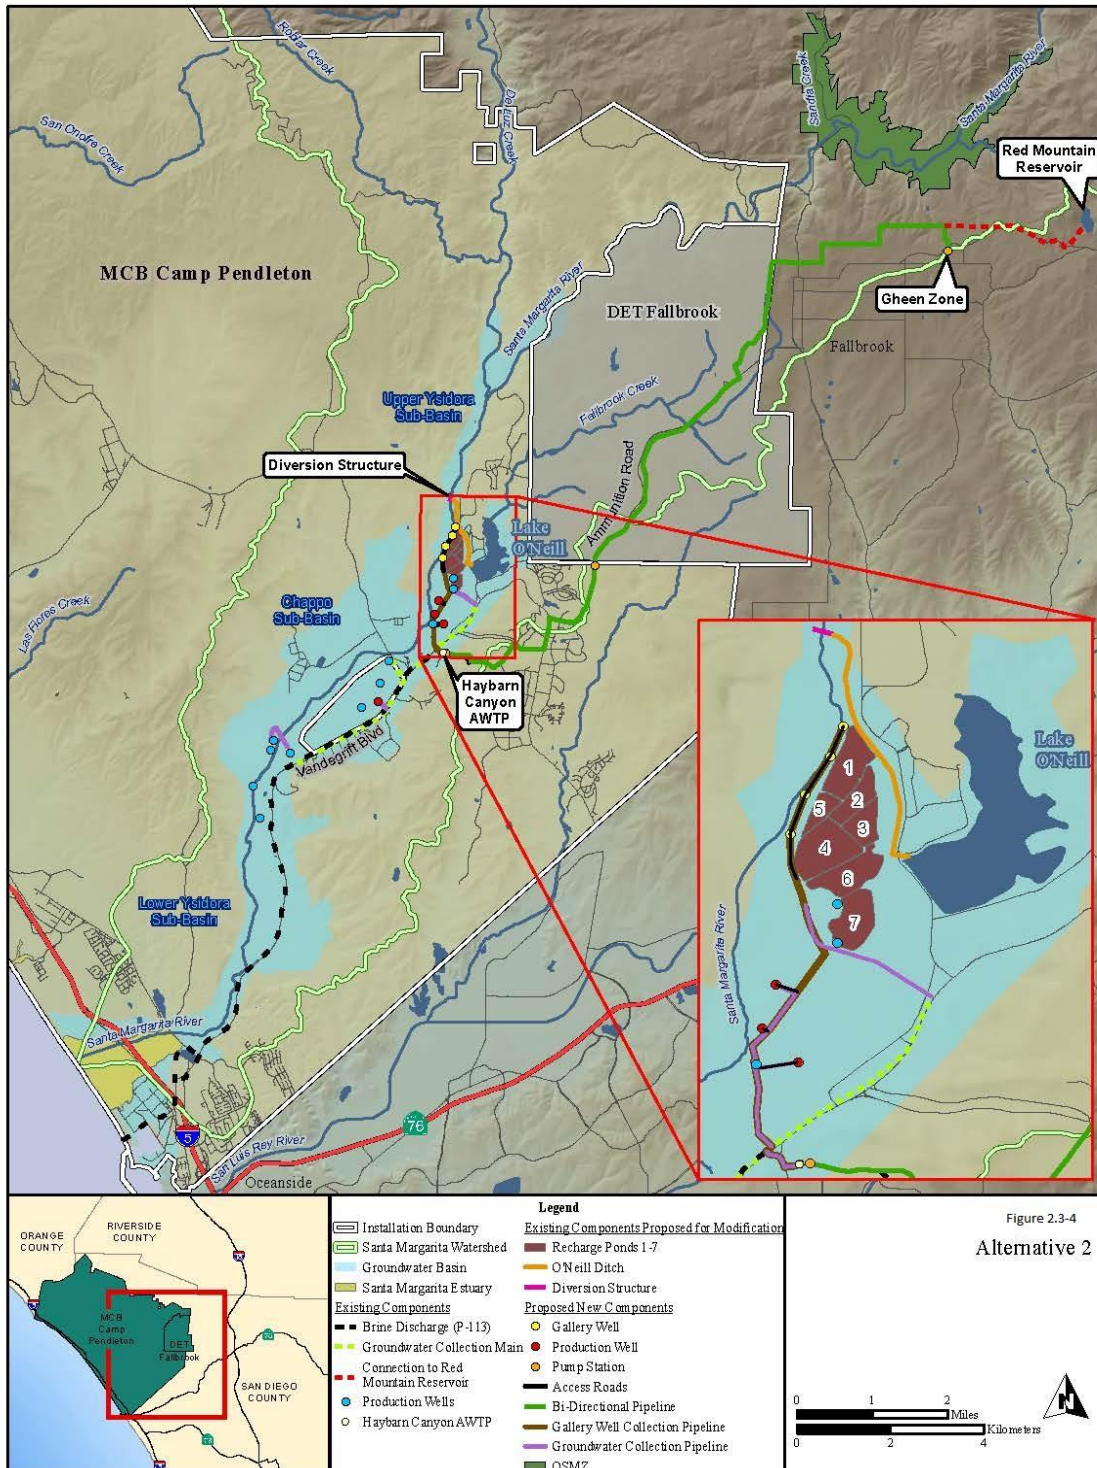 Roblar Creek
De Luz Creek
Sandia Creek
Santa Margarita River
San Onofre Creek
Red Mountain
Reservoir
MCB Camp Pendleton
Santa Margarita River
DET Fallbrook
Gheen Zone
Fallbrook
Fallbrook Creek
Upper Ysidora
Sub-Basin
Diversion Structure
Ammunition Road
Lake
O'Neill
Las Flores Creek
Chappo
Sub-Basin
Haybarn
Canyon
AWTP
Vandegrift Blvd
Lower Ysidora
Sub-Basin
Santa Margarita River
5
San Luis Rey River
76
Oceanside
Lake
O'Neill
1
2
5
3
4
6
7
Santa Margarita River
ORANGE
COUNTY
RIVERSIDE
COUNTY
MCB
Camp
Pendleton
DET
Fallbrook
SAN DIEGO
COUNTY
Legend
Installation Boundary
Santa Margarita Watershed
Groundwater Basin
Santa Margarita Estuary
Existing Components
Brine Discharge (P-113)
Groundwater Collection Main
Connection to Red
Mountain Reservoir
Production Wells
Haybarn Canyon AWTP
Existing Components Proposed for Modification
Recharge Ponds 1-7
O'Neill Ditch
Diversion Structure
Proposed New Components
Gallery Well
Production Well
Pump Station
Access Roads
Bi-Directional Pipeline
Gallery Well Collection Pipeline
Groundwater Collection Pipeline
OSMZ
Figure 2.3-4
Alternative 2
0 1 2
Miles
Kilometers
0 2 4
N